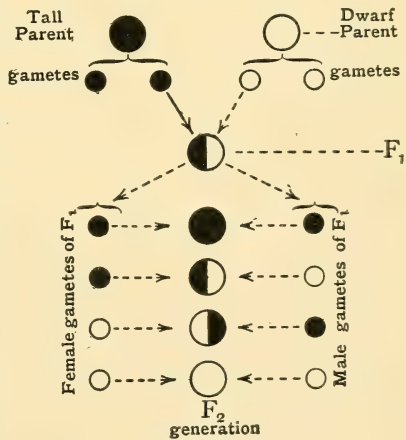 Tall
Parent
Dwarf
Parent
gametes
gametes
F₁
Female gametes of F₁
Male gametes of F₁
F₂
generation